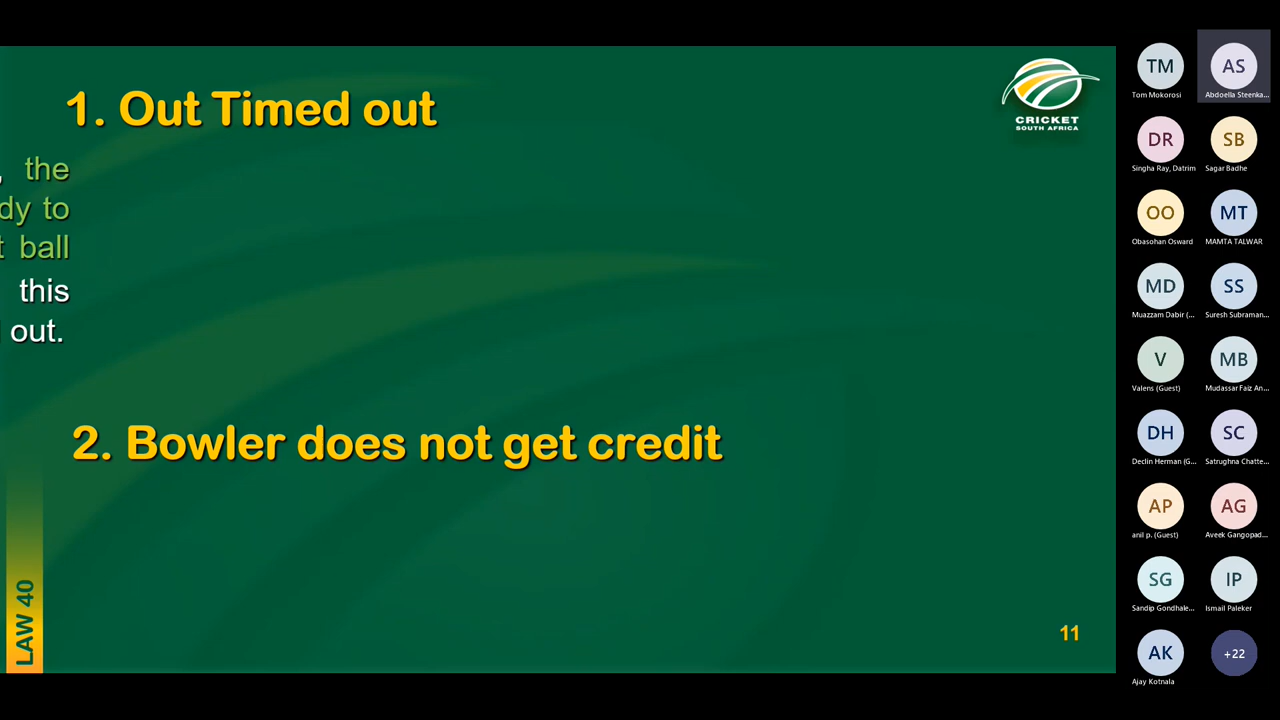 1. Out Timed out
, the
dy to
t ball
this
out.
2. Bowler does not get credit
LAW 40
11
CRICKET
SOUTH AFRICA
TM
Tom Mokorosi
AS
Abdoella Steenka...
DR
Singha Ray, Datrim
SB
Sagar Badhe
OO
Obasohan Osward
MT
MAMTA TALWAR
MD
Muazzam Dabir (...
SS
Suresh Subraman...
V
Valens (Guest)
MB
Mudassar Faiz An...
DH
Declin Herman (G...
SC
Satrughna Chatte...
AP
anil p. (Guest)
AG
Aveek Gangopad...
SG
Sandip Gondhale...
IP
Ismail Paleker
AK
Ajay Kotnala
+22